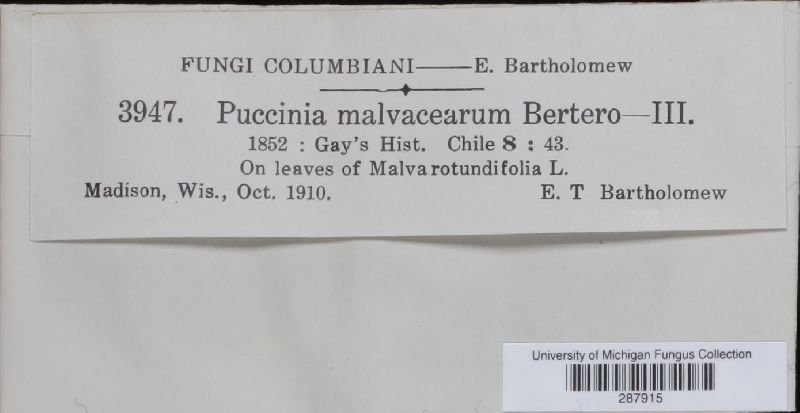 FUNGI COLUMBIANI——E. Bartholomew
3947. Puccinia malvacearum Bertero—III.
1852 : Gay's Hist. Chile 8 : 43.
On leaves of Malva rotundifolia L.
Madison, Wis., Oct. 1910. E. T Bartholomew
University of Michigan Fungus Collection
287915